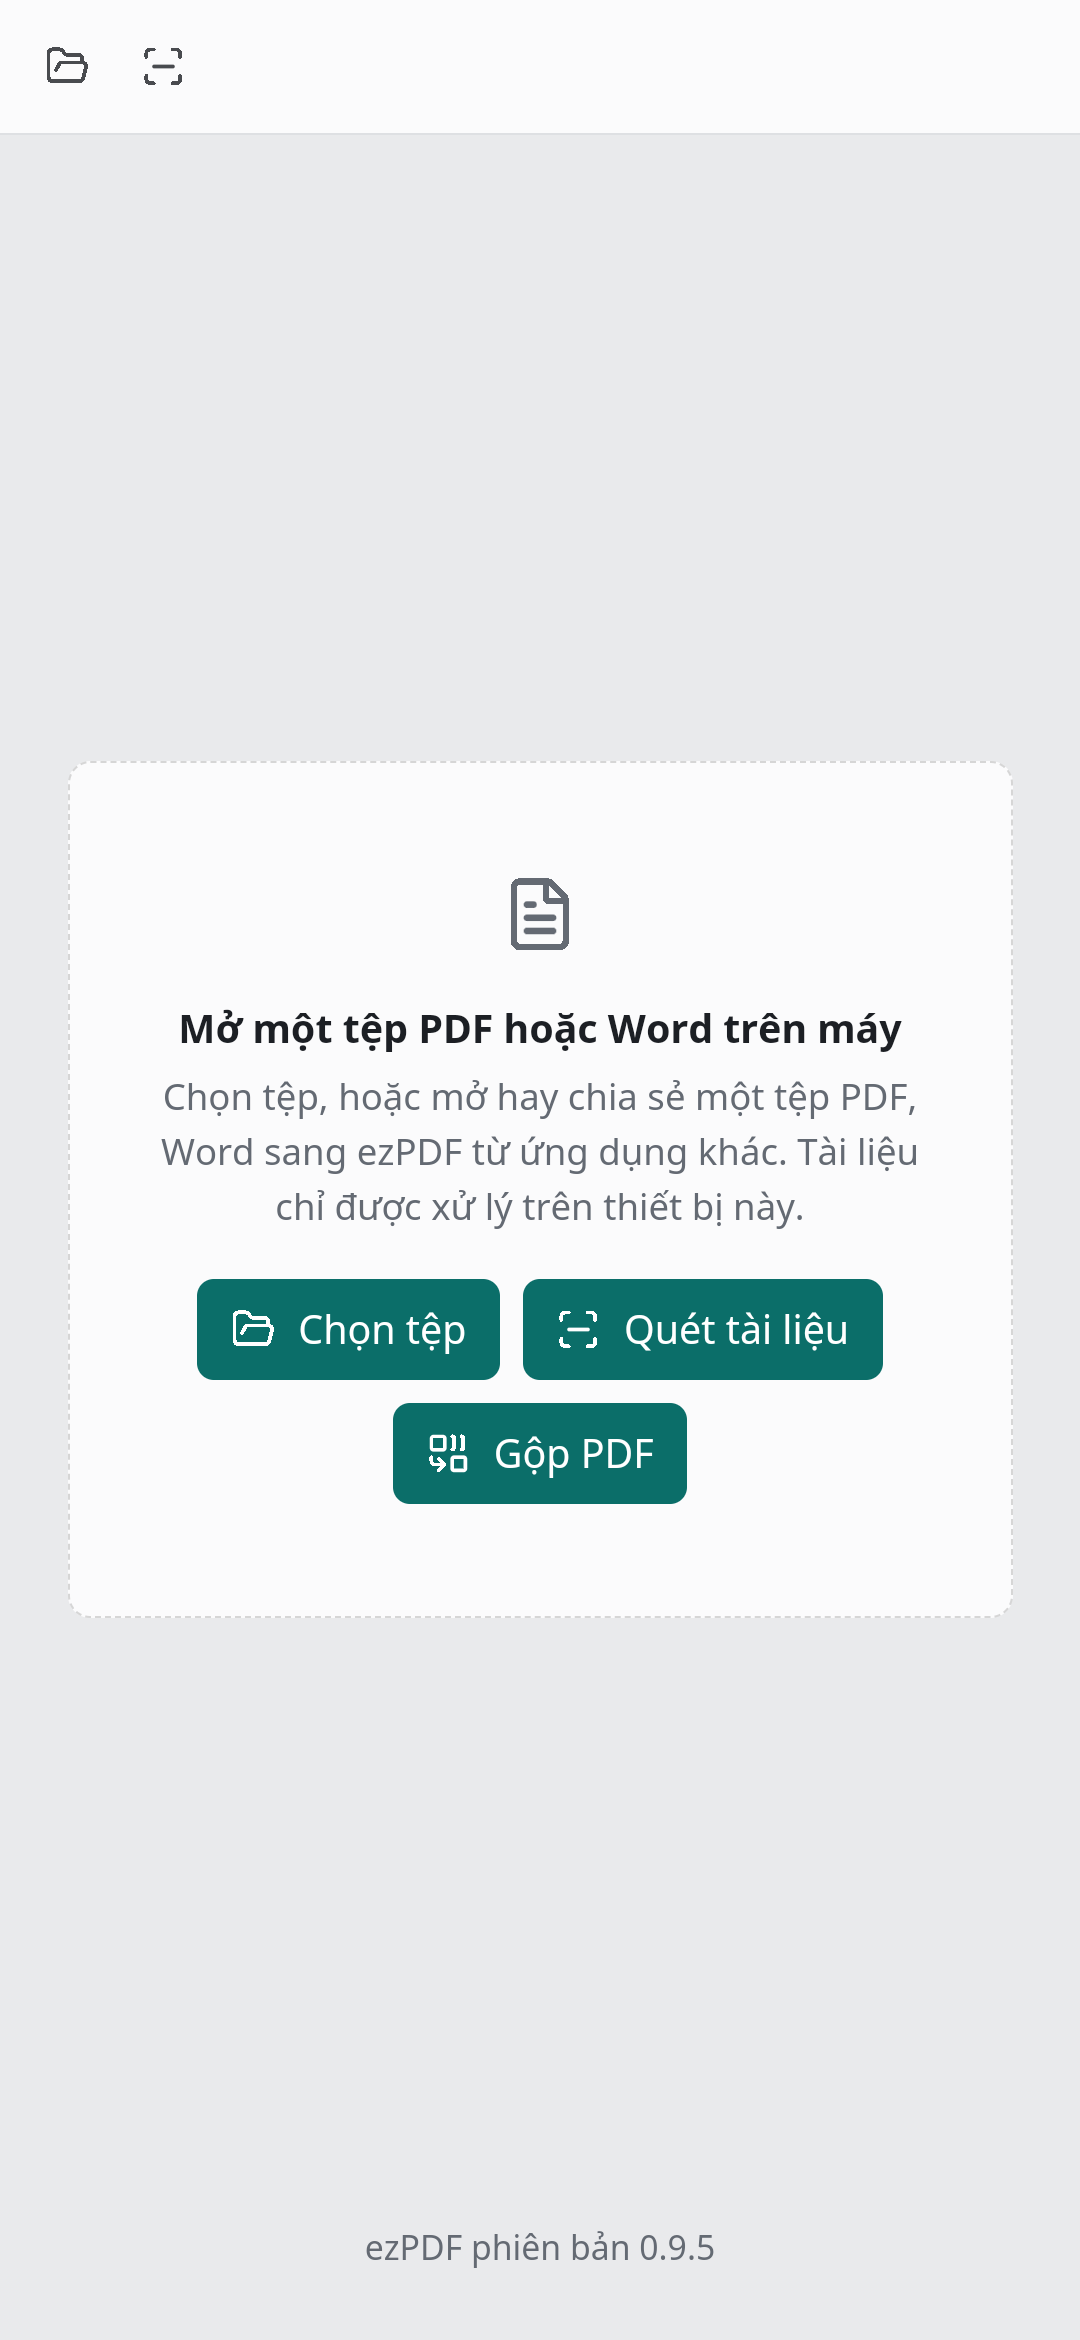 Mở một tệp PDF hoặc Word trên máy
Chọn tệp, hoặc mở hay chia sẻ một tệp PDF,
Word sang ezPDF từ ứng dụng khác. Tài liệu
chỉ được xử lý trên thiết bị này.
Chọn tệp
Quét tài liệu
Gộp PDF
ezPDF phiên bản 0.9.5